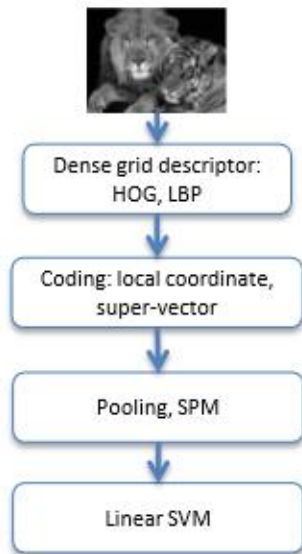 Dense grid descriptor:
HOG, LBP
Coding: local coordinate,
super-vector
Pooling, SPM
Linear SVM